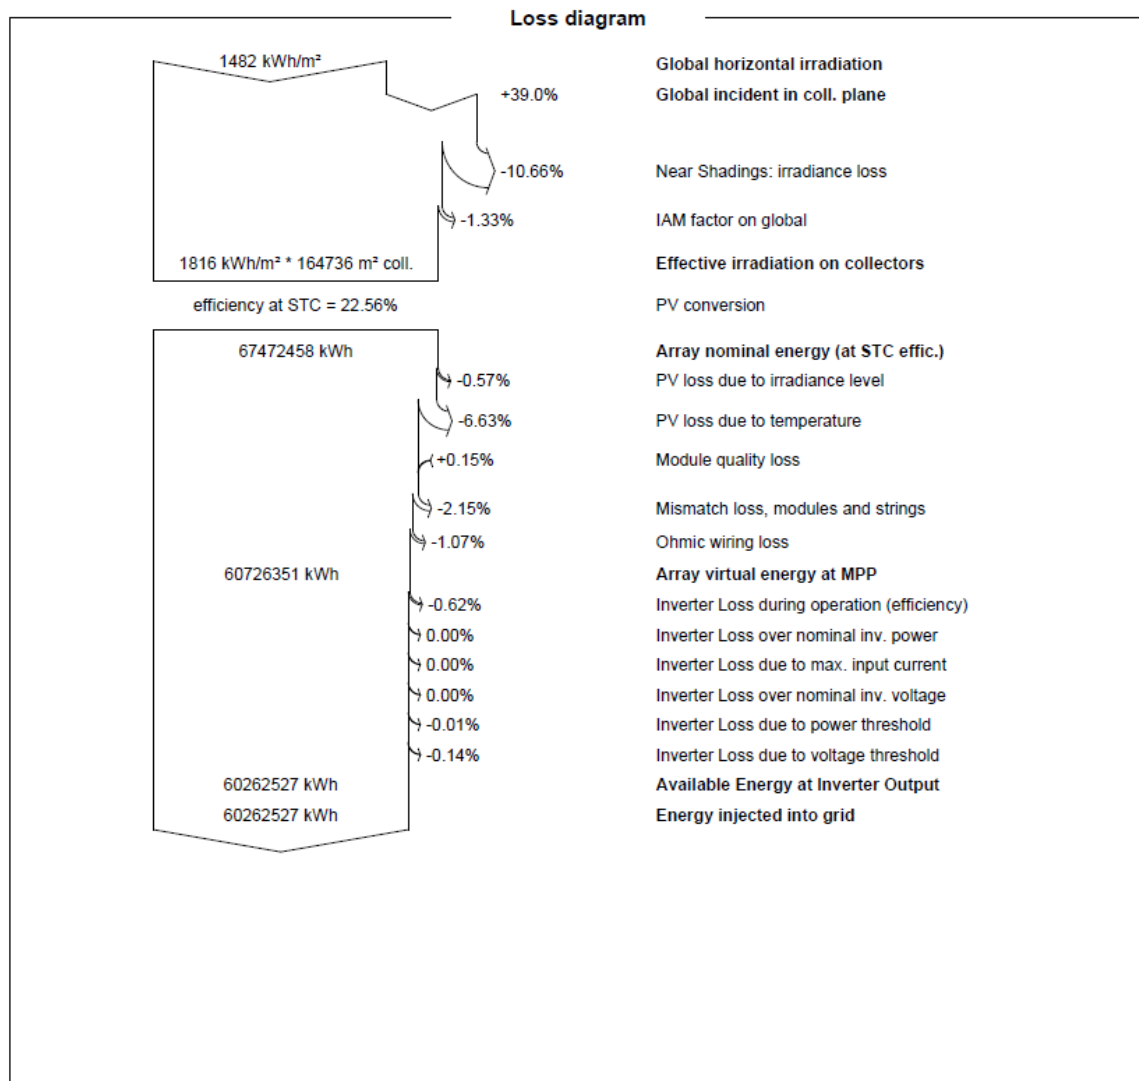 Loss diagram
1482 kWh/m² Global horizontal irradiation
+39.0% Global incident in coll. plane
-10.66% Near Shadings: irradiance loss
-1.33% IAM factor on global
1816 kWh/m² * 164736 m² coll. Effective irradiation on collectors
efficiency at STC = 22.56% PV conversion
67472458 kWh Array nominal energy (at STC effic.)
-0.57% PV loss due to irradiance level
-6.63% PV loss due to temperature
+0.15% Module quality loss
-2.15% Mismatch loss, modules and strings
-1.07% Ohmic wiring loss
60726351 kWh Array virtual energy at MPP
-0.62% Inverter Loss during operation (efficiency)
0.00% Inverter Loss over nominal inv. power
0.00% Inverter Loss due to max. input current
0.00% Inverter Loss over nominal inv. voltage
-0.01% Inverter Loss due to power threshold
-0.14% Inverter Loss due to voltage threshold
60262527 kWh Available Energy at Inverter Output
60262527 kWh Energy injected into grid